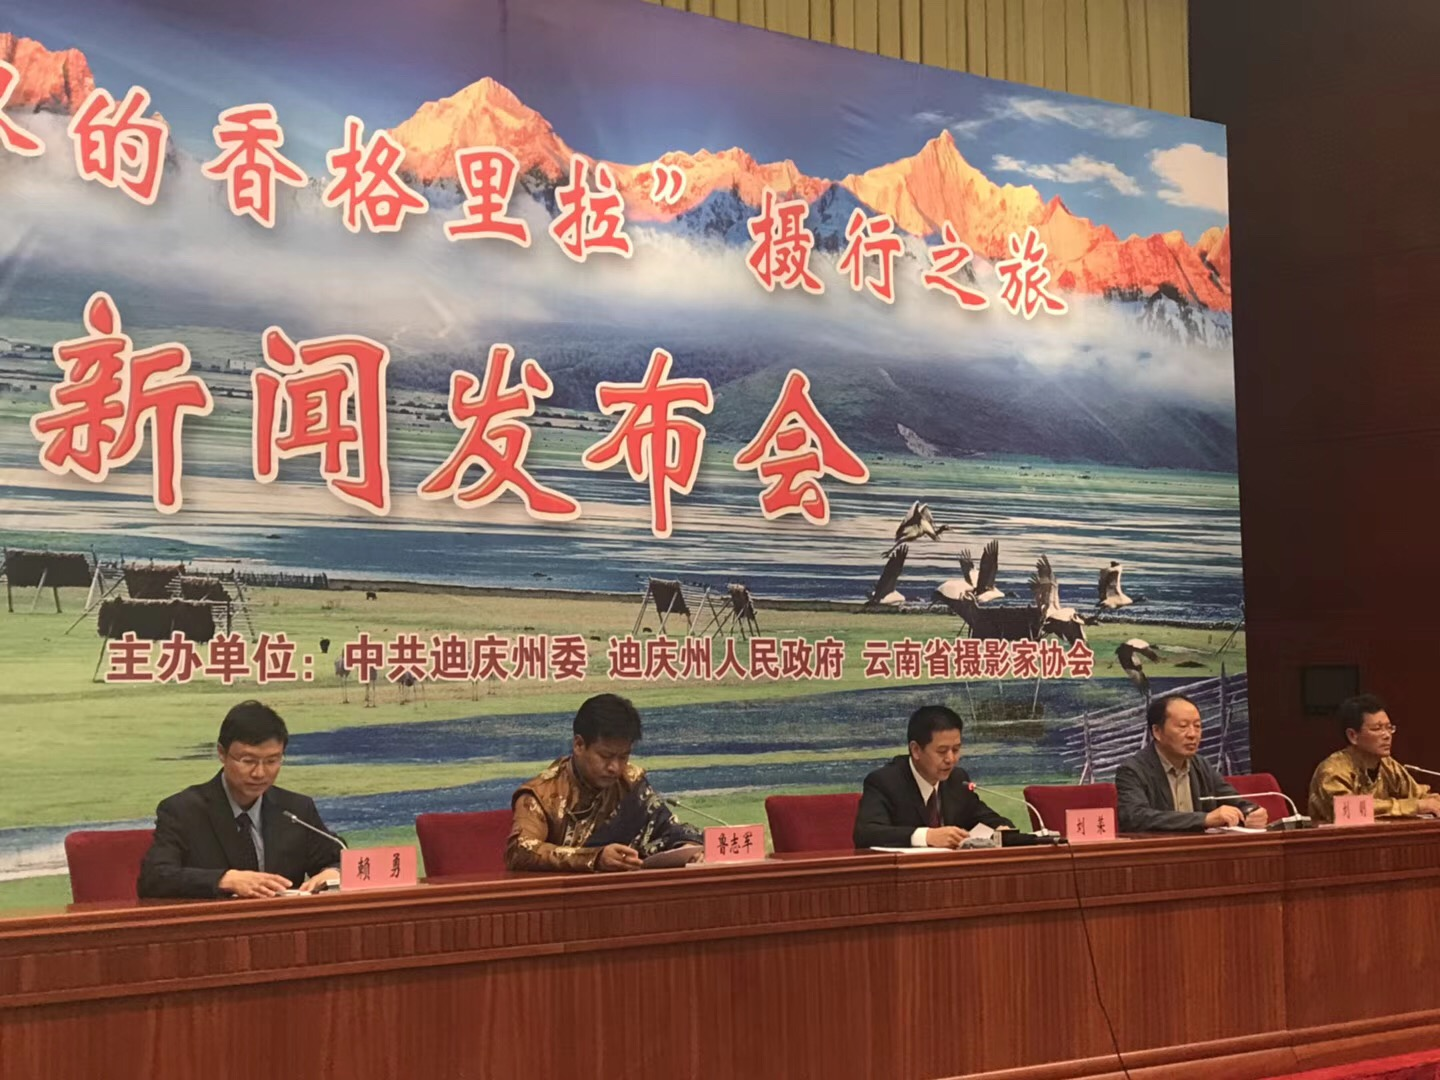 的香格里拉” 摄行之旅
新闻发布会
主办单位：中共迪庆州委 迪庆州人民政府 云南省摄影家协会
赖勇
鲁志军
刘荣
刘明